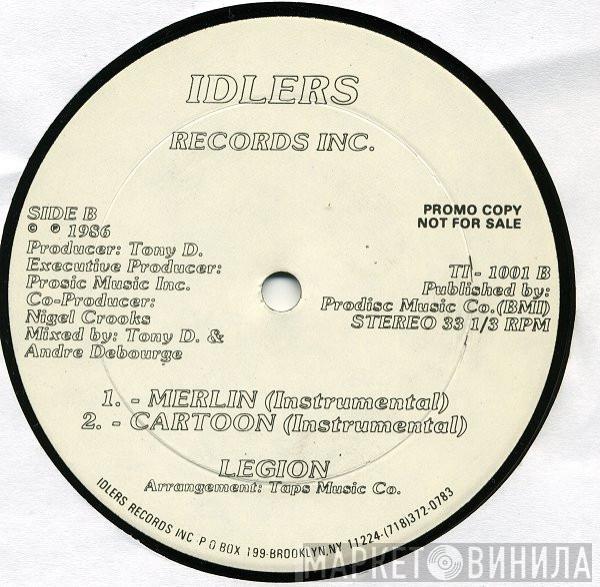 IDLERS
RECORDS INC.
SIDE B
© ℗ 1986
Producer: Tony D.
Executive Producer:
Prosic Music Inc.
Co-Producer:
Nigel Crooks
Mixed by: Tony D. &
Andre Debourge
PROMO COPY
NOT FOR SALE
TI - 1001 B
Published by:
Prodisc Music Co.(BMI)
STEREO 33 1/3 RPM
1. - MERLIN (Instrumental)
2. - CARTOON (Instrumental)
LEGION
Arrangement: Taps Music Co.
IDLERS RECORDS INC P O BOX 199-BROOKLYN,NY 11224-(718)372-0783
МАРКЕТ ВИНИЛА